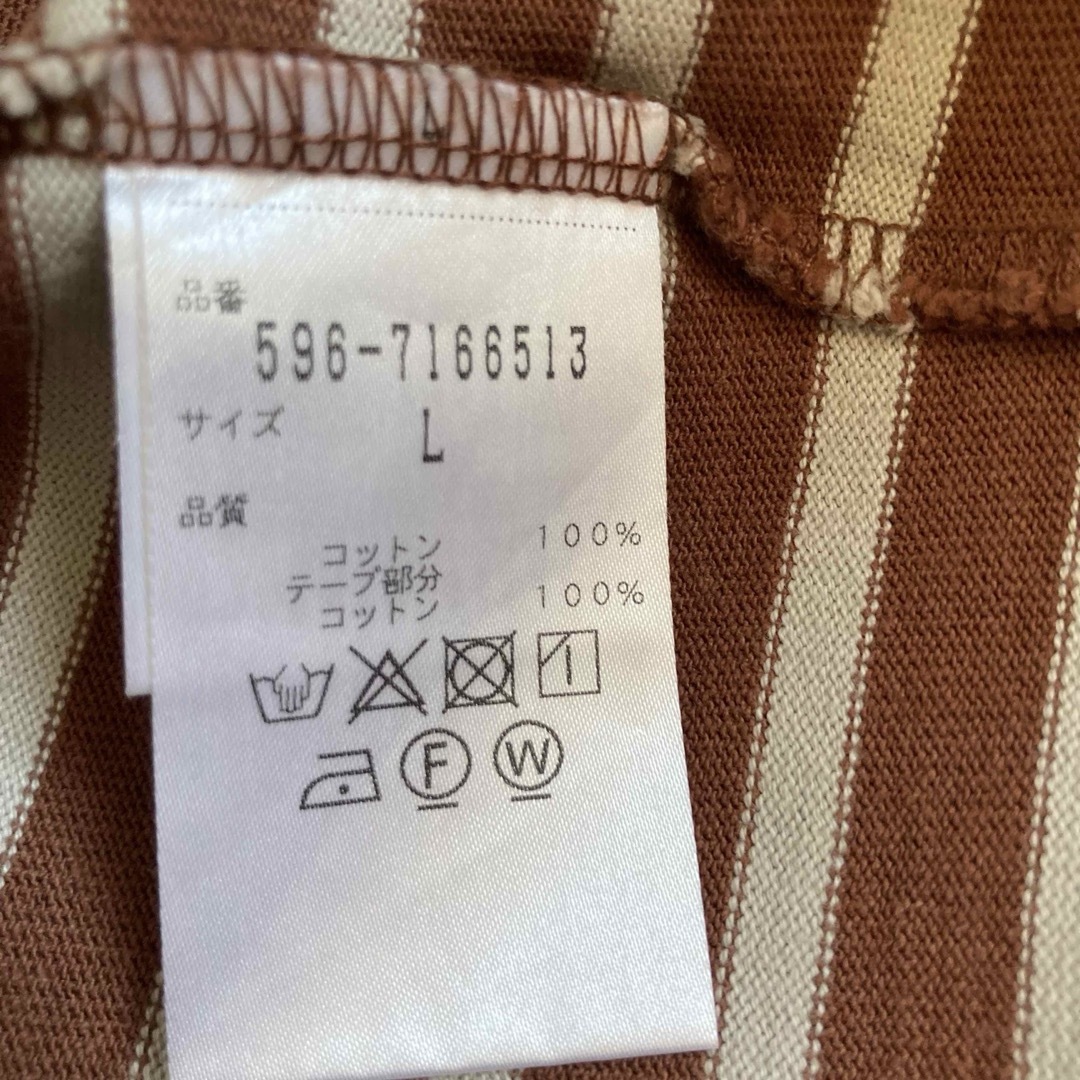 品番
596-7166513
サイズ L
品質
コットン 100%
テープ部分
コットン 100%
F W